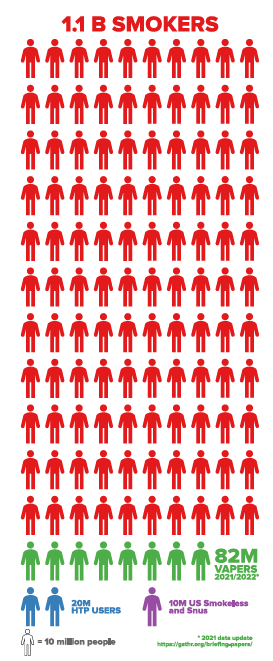 1.1 B SMOKERS
82M
VAPERS
2021/2022*
20M
HTP USERS
10M US Smokeless
and Snus
= 10 million people
* 2021 data update
https://gsthr.org/briefing-papers/